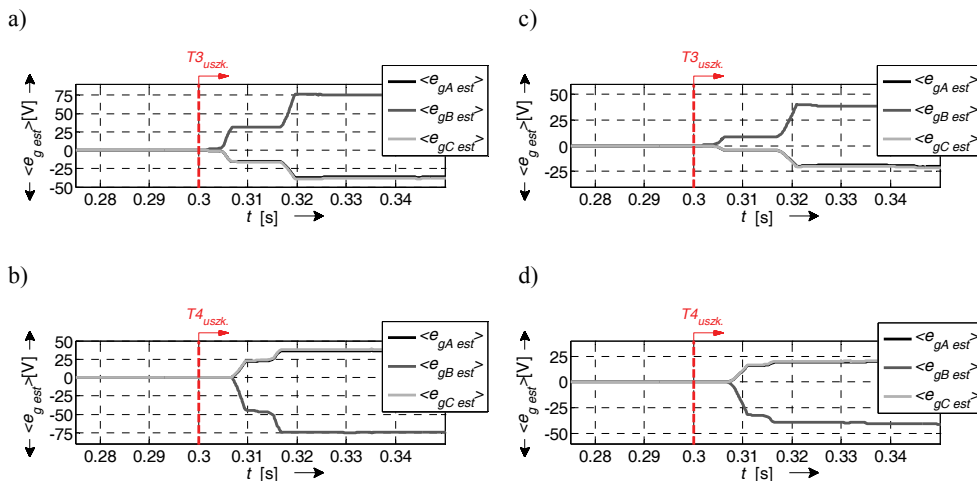 a)
T3uszk.
<eg est>[V]
75
50
25
0
-25
-50
0.28
0.29
0.3
0.31
0.32
0.33
0.34
t [s]
<egA est>
<egB est>
<egC est>
c)
T3uszk.
<eg est>[V]
50
25
0
-25
0.28
0.29
0.3
0.31
0.32
0.33
0.34
t [s]
<egA est>
<egB est>
<egC est>
b)
T4uszk.
<eg est>[V]
50
25
0
-25
-50
-75
0.28
0.29
0.3
0.31
0.32
0.33
0.34
t [s]
<egA est>
<egB est>
<egC est>
d)
T4uszk.
<eg est>[V]
25
0
-25
-50
0.28
0.29
0.3
0.31
0.32
0.33
0.34
t [s]
<egA est>
<egB est>
<egC est>